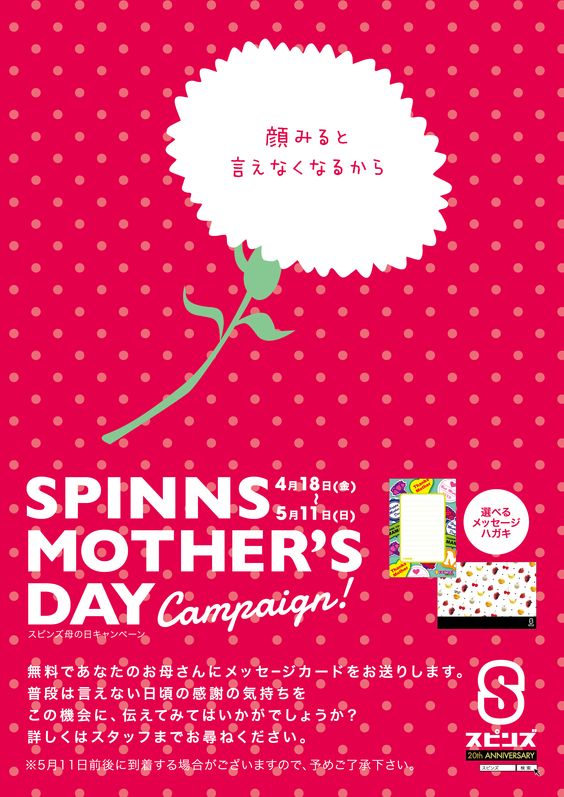 顔みると
言えなくなるから
SPINNS
4月18日(金)
〜
5月11日(日)
MOTHER'S
DAY Campaign!
スピンズ母の日キャンペーン
選べる
メッセージ
ハガキ
無料であなたのお母さんにメッセージカードをお送りします。
普段は言えない日頃の感謝の気持ちを
この機会に、伝えてみてはいかがでしょうか？
詳しくはスタッフまでお尋ねください。
※5月11日前後に到着する場合がございますので、予めご了承下さい。
S
スピンズ
20th ANNIVERSARY
スピンズ 検索